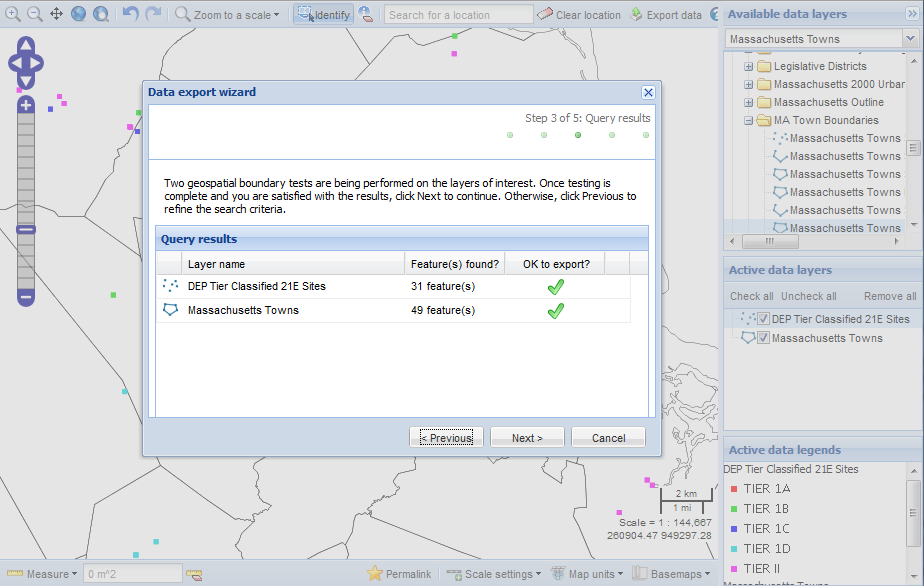 Zoom to a scale
Identify
Search for a location
Clear location
Export data
Available data layers
Massachusetts Towns
Legislative Districts
Massachusetts 2000 Urban
Massachusetts Outline
MA Town Boundaries
Massachusetts Towns
Massachusetts Towns
Massachusetts Towns
Massachusetts Towns
Massachusetts Towns
Massachusetts Towns
Data export wizard
Step 3 of 5: Query results
Two geospatial boundary tests are being performed on the layers of interest. Once testing is
complete and you are satisfied with the results, click Next to continue. Otherwise, click Previous to
refine the search criteria.
Query results
Layer name Feature(s) found? OK to export?
DEP Tier Classified 21E Sites 31 feature(s)
Massachusetts Towns 49 feature(s)
< Previous Next > Cancel
Active data layers
Check all Uncheck all Remove all
DEP Tier Classified 21E Sites
Massachusetts Towns
Active data legends
DEP Tier Classified 21E Sites
TIER 1A
TIER 1B
TIER 1C
TIER 1D
TIER II
Massachusetts Towns
2 km
1 mi
Scale = 1 : 144,667
260904.47 949297.28
Measure
0 m^2
Permalink
Scale settings
Map units
Basemaps